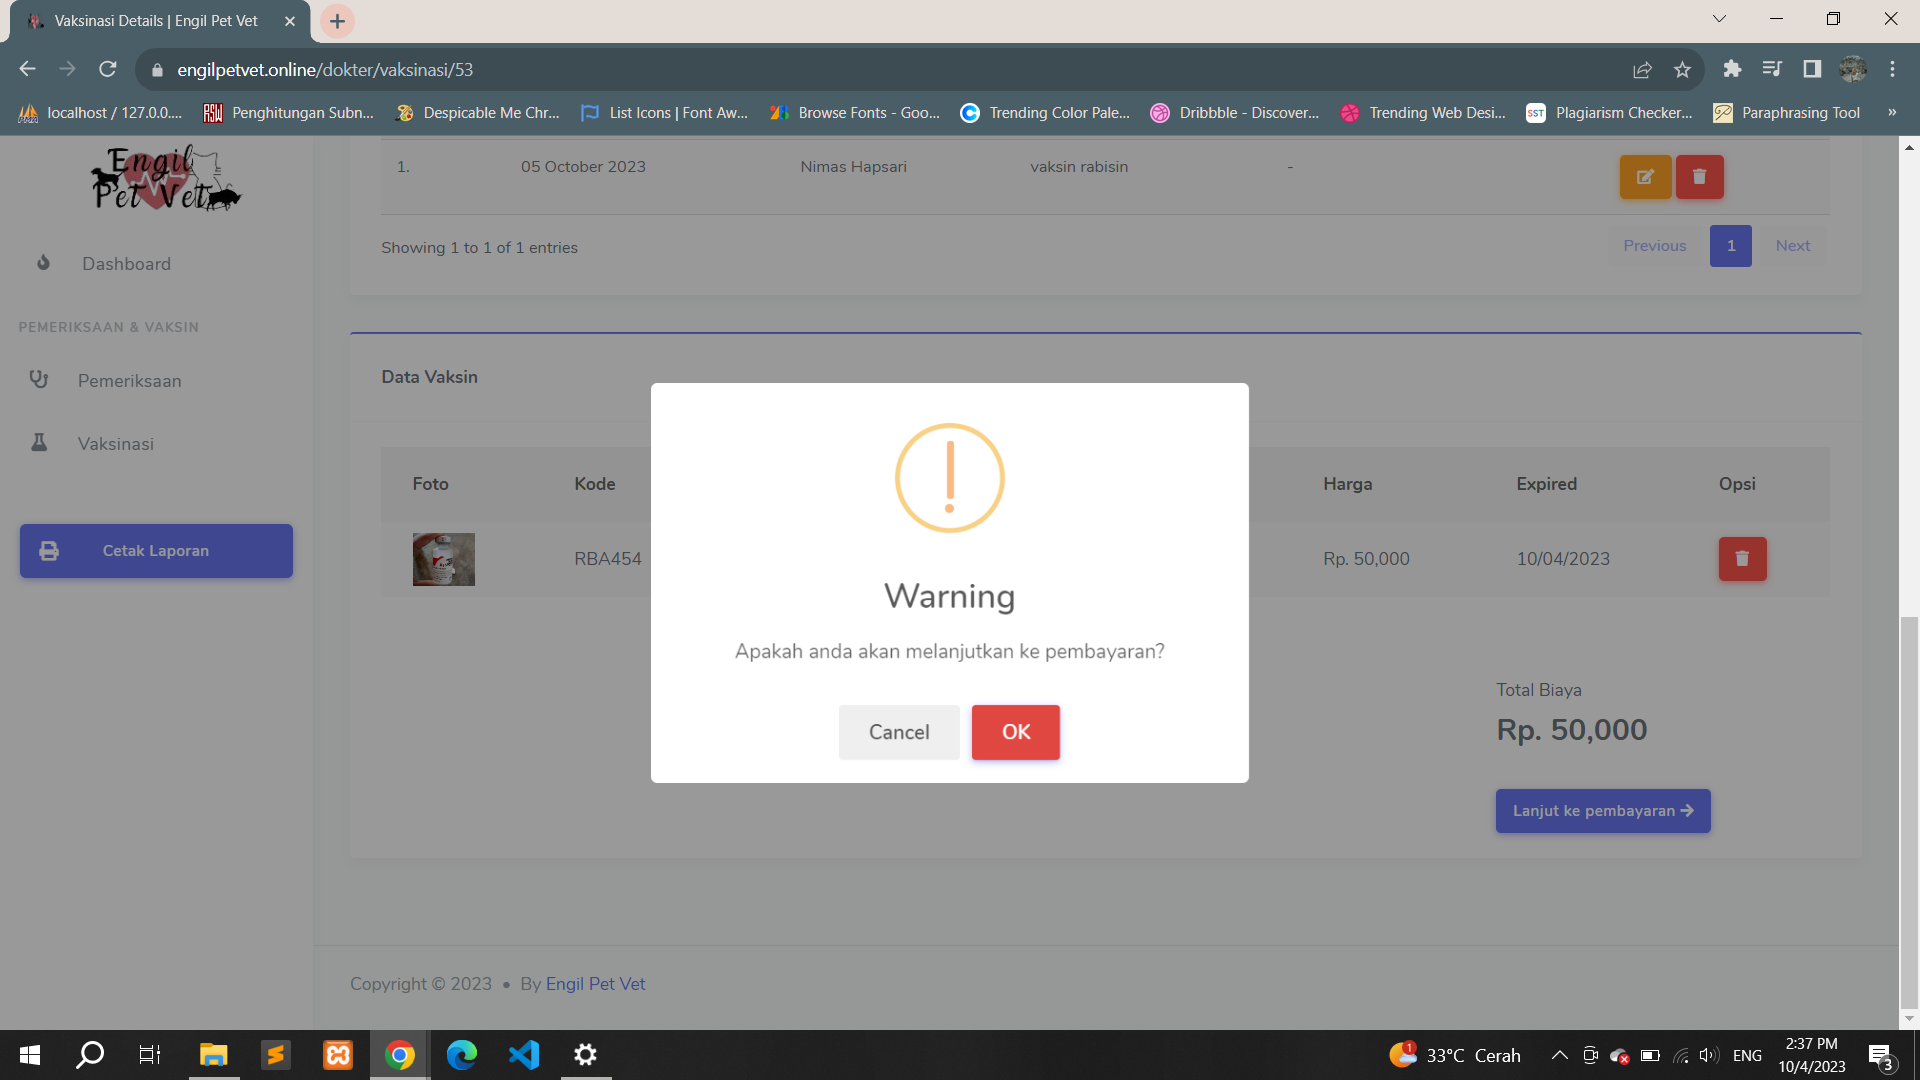 Vaksinasi Details | Engil Pet Vet
engilpetvet.online/dokter/vaksinasi/53
localhost / 127.0.0....
RSW
Penghitungan Subn...
Despicable Me Chr...
List Icons | Font Aw...
Browse Fonts - Goo...
Trending Color Pale...
Dribbble - Discover...
Trending Web Desi...
SST
Plagiarism Checker...
Paraphrasing Tool
»
Engil
Pet Vet
Dashboard
PEMERIKSAAN & VAKSIN
Pemeriksaan
Vaksinasi
Cetak Laporan
1. 05 October 2023 Nimas Hapsari vaksin rabisin -
Showing 1 to 1 of 1 entries
Previous 1 Next
Data Vaksin
Foto Kode Harga Expired Opsi
RBA454 Rp. 50,000 10/04/2023
Warning
Apakah anda akan melanjutkan ke pembayaran?
Cancel OK
Total Biaya
Rp. 50,000
Lanjut ke pembayaran →
Copyright © 2023 • By Engil Pet Vet
1
33°C Cerah
ENG
2:37 PM
10/4/2023
3